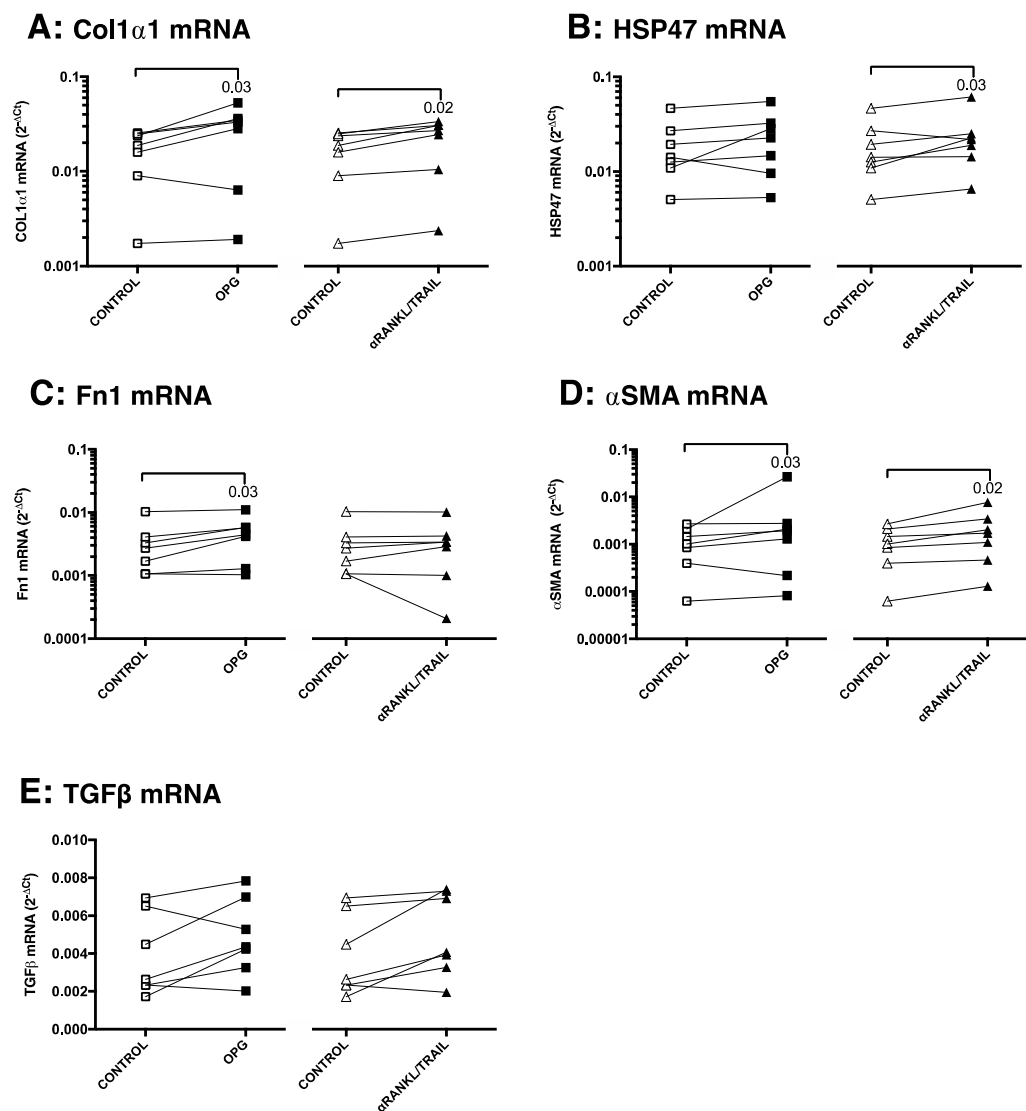 A: Col1α1 mRNA
COL1α1 mRNA (2-ΔCt)
0.1
0.01
0.001
0.03
0.02
CONTROL
OPG
CONTROL
αRANKL/TRAIL
B: HSP47 mRNA
HSP47 mRNA (2-ΔCt)
0.1
0.01
0.001
0.03
CONTROL
OPG
CONTROL
αRANKL/TRAIL
C: Fn1 mRNA
Fn1 mRNA (2-ΔCt)
0.1
0.01
0.001
0.0001
0.03
CONTROL
OPG
CONTROL
αRANKL/TRAIL
D: αSMA mRNA
αSMA mRNA (2-ΔCt)
0.1
0.01
0.001
0.0001
0.00001
0.03
0.02
CONTROL
OPG
CONTROL
αRANKL/TRAIL
E: TGFβ mRNA
TGFβ mRNA (2-ΔCt)
0.010
0.008
0.006
0.004
0.002
0.000
CONTROL
OPG
CONTROL
αRANKL/TRAIL